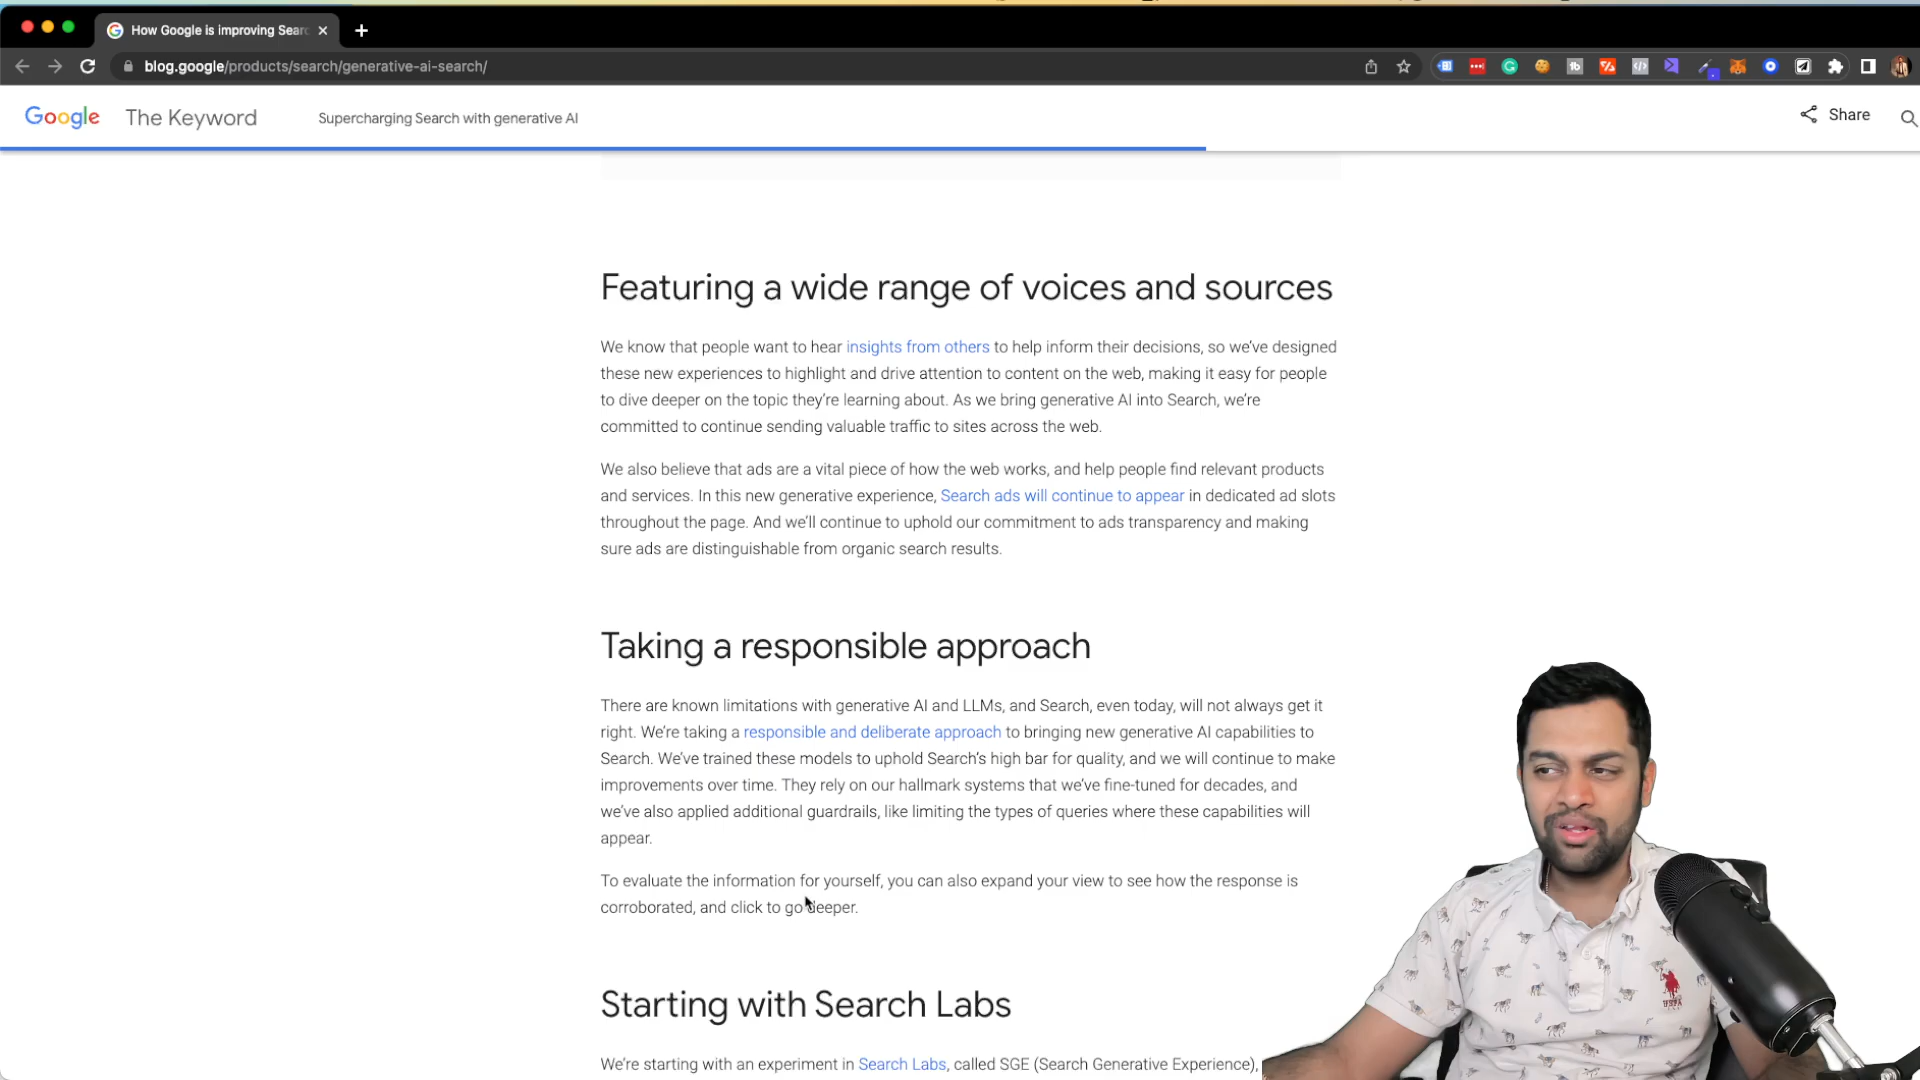 How Google is improving Sear
blog.google/products/search/generative-ai-search/
Google The Keyword Supercharging Search with generative AI Share
Featuring a wide range of voices and sources
We know that people want to hear insights from others to help inform their decisions, so we've designed
these new experiences to highlight and drive attention to content on the web, making it easy for people
to dive deeper on the topic they're learning about. As we bring generative AI into Search, we're
committed to continue sending valuable traffic to sites across the web.
We also believe that ads are a vital piece of how the web works, and help people find relevant products
and services. In this new generative experience, Search ads will continue to appear in dedicated ad slots
throughout the page. And we'll continue to uphold our commitment to ads transparency and making
sure ads are distinguishable from organic search results.
Taking a responsible approach
There are known limitations with generative AI and LLMs, and Search, even today, will not always get it
right. We're taking a responsible and deliberate approach to bringing new generative AI capabilities to
Search. We've trained these models to uphold Search's high bar for quality, and we will continue to make
improvements over time. They rely on our hallmark systems that we've fine-tuned for decades, and
we've also applied additional guardrails, like limiting the types of queries where these capabilities will
appear.
To evaluate the information for yourself, you can also expand your view to see how the response is
corroborated, and click to go deeper.
Starting with Search Labs
We're starting with an experiment in Search Labs, called SGE (Search Generative Experience),